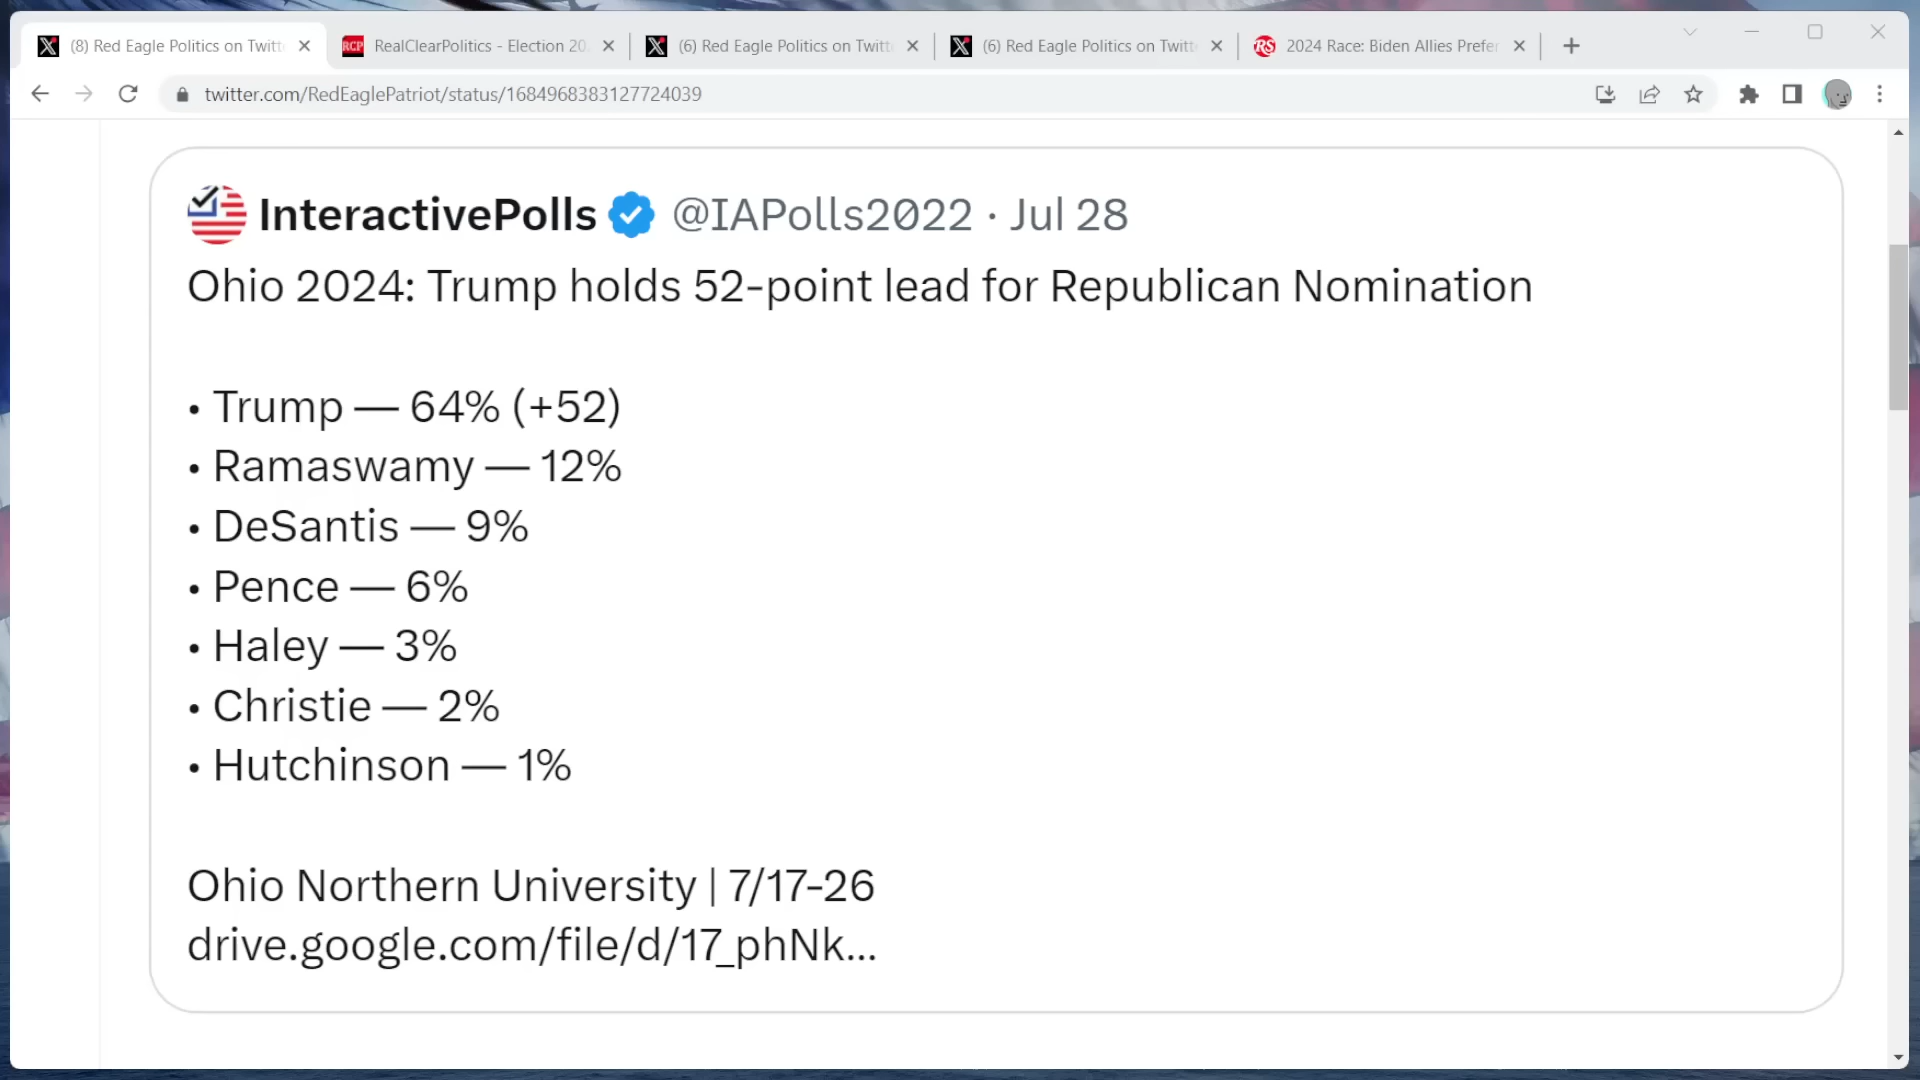 (8) Red Eagle Politics on Twitt
RCP RealClearPolitics - Election 20
(6) Red Eagle Politics on Twitt
(6) Red Eagle Politics on Twitt
RS 2024 Race: Biden Allies Prefer
twitter.com/RedEaglePatriot/status/1684968383127724039
InteractivePolls @IAPolls2022 · Jul 28
Ohio 2024: Trump holds 52-point lead for Republican Nomination
• Trump — 64% (+52)
• Ramaswamy — 12%
• DeSantis — 9%
• Pence — 6%
• Haley — 3%
• Christie — 2%
• Hutchinson — 1%
Ohio Northern University | 7/17-26
drive.google.com/file/d/17_phNk...